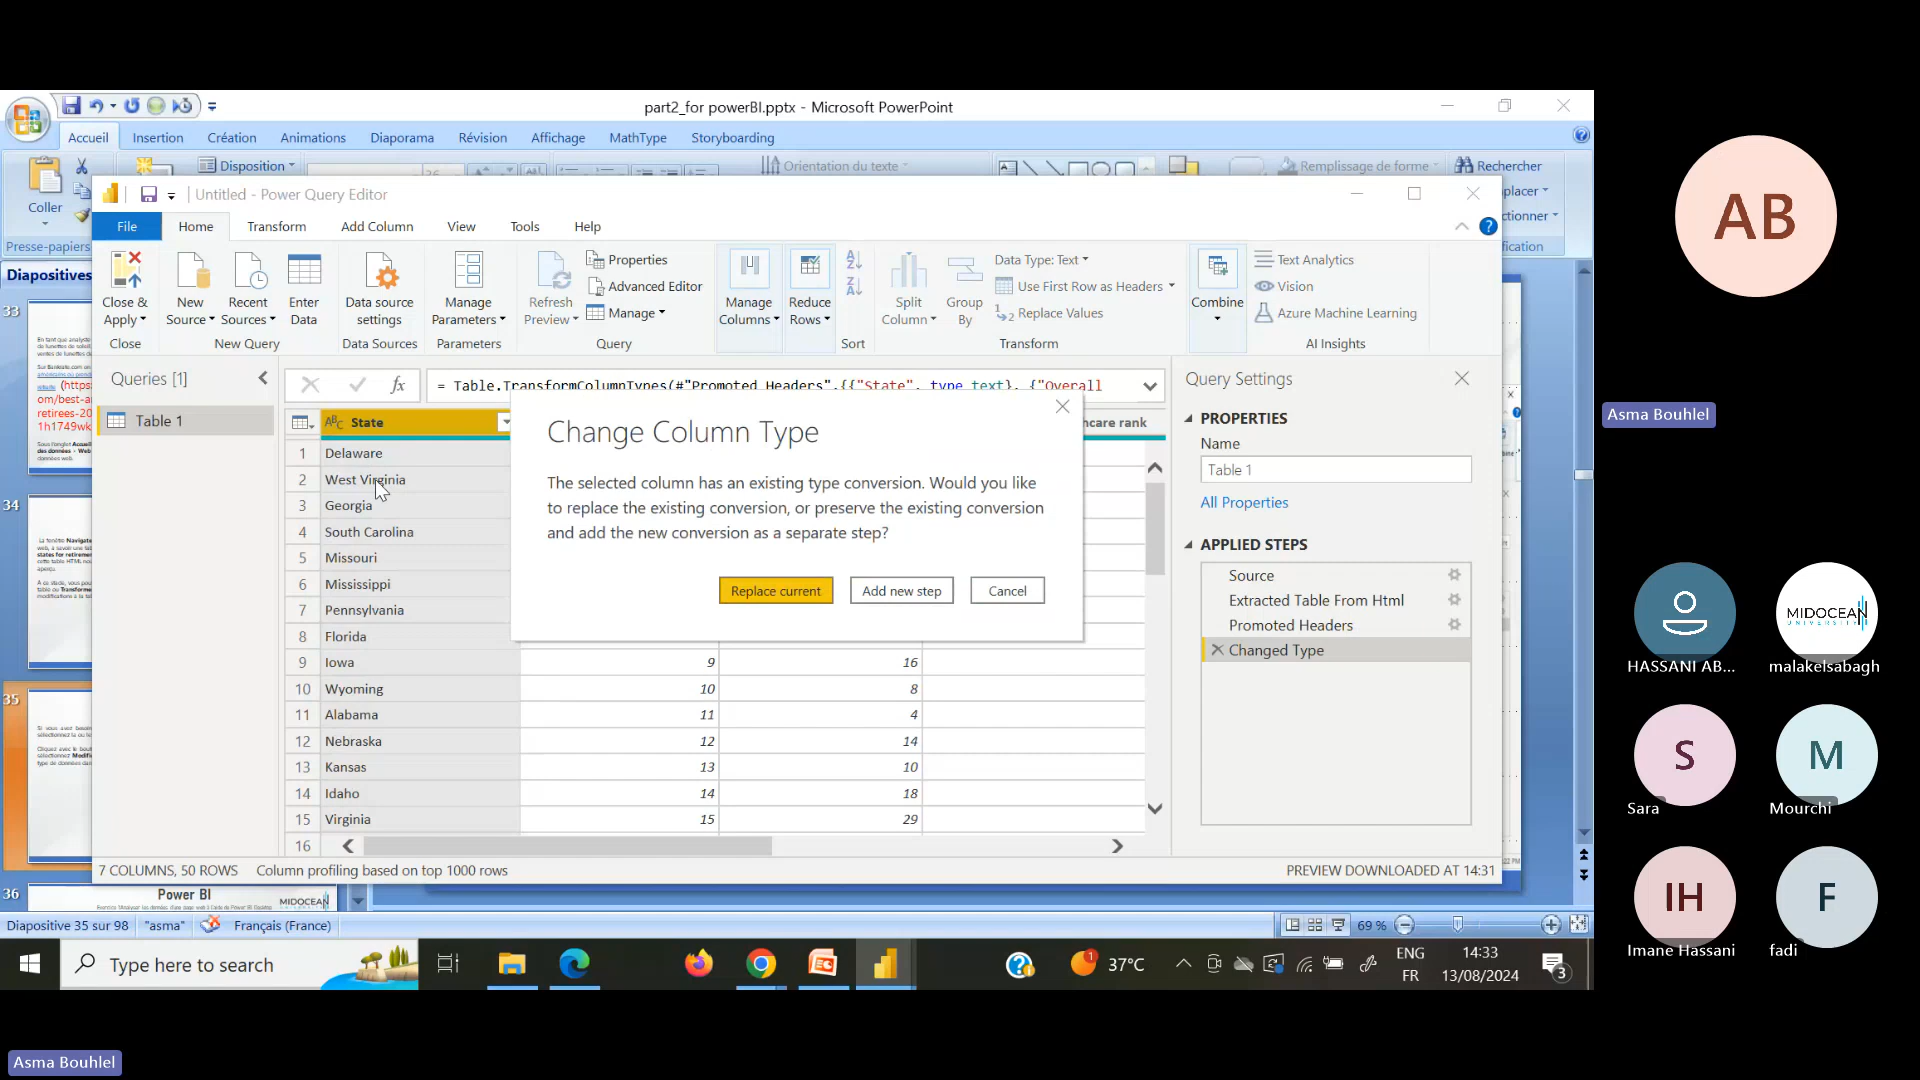 part2_for powerBI.pptx - Microsoft PowerPoint
Accueil
Insertion
Création
Animations
Diaporama
Révision
Affichage
MathType
Storyboarding
Coller
Presse-papiers
Disposition
Orientation du texte
Remplissage de forme
Rechercher
placer
ctionner
fication
Diapositives
33
34
35
36
Untitled - Power Query Editor
File
Home
Transform
Add Column
View
Tools
Help
Close & Apply
Close
New Source
Recent Sources
Enter Data
New Query
Data source settings
Data Sources
Manage Parameters
Parameters
Refresh Preview
Properties
Advanced Editor
Manage
Query
Manage Columns
Reduce Rows
Sort
Split Column
Group By
Data Type: Text
Use First Row as Headers
Replace Values
Transform
Combine
Text Analytics
Vision
Azure Machine Learning
AI Insights
Queries [1]
Table 1
= Table.TransformColumnTypes(#"Promoted Headers",{{"State", type text}, {"Overall
State
hcare rank
1 Delaware
2 West Virginia
3 Georgia
4 South Carolina
5 Missouri
6 Mississippi
7 Pennsylvania
8 Florida
9 Iowa 9 16
10 Wyoming 10 8
11 Alabama 11 4
12 Nebraska 12 14
13 Kansas 13 10
14 Idaho 14 18
15 Virginia 15 29
16
Change Column Type
The selected column has an existing type conversion. Would you like
to replace the existing conversion, or preserve the existing conversion
and add the new conversion as a separate step?
Replace current
Add new step
Cancel
Query Settings
PROPERTIES
Name
Table 1
All Properties
APPLIED STEPS
Source
Extracted Table From Html
Promoted Headers
Changed Type
7 COLUMNS, 50 ROWS
Column profiling based on top 1000 rows
PREVIEW DOWNLOADED AT 14:31
Power BI
MIDOCEAN
Diapositive 35 sur 98
"asma"
Français (France)
69 %
Type here to search
37°C
ENG
FR
14:33
13/08/2024
3
AB
Asma Bouhlel
HASSANI AB...
MIDOCEAN
UNIVERSITY
malakelsabagh
S
Sara
M
Mourchi
IH
Imane Hassani
F
fadi
Asma Bouhlel